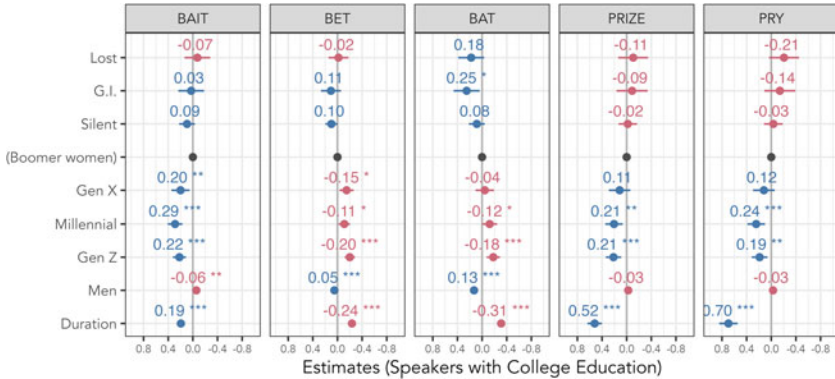 BAIT BET BAT PRIZE PRY
Lost -0.07 -0.02 0.18 -0.11 -0.21
G.I. 0.03 0.11 0.25 * -0.09 -0.14
Silent 0.09 0.10 0.08 -0.02 -0.03
(Boomer women)
Gen X 0.20 ** -0.15 * -0.04 0.11 0.12
Millennial 0.29 *** -0.11 * -0.12 * 0.21 ** 0.24 ***
Gen Z 0.22 *** -0.20 *** -0.18 *** 0.21 *** 0.19 **
Men -0.06 ** 0.05 *** 0.13 *** -0.03 -0.03
Duration 0.19 *** -0.24 *** -0.31 *** 0.52 *** 0.70 ***
0.8 0.4 0.0 -0.4 -0.8 0.8 0.4 0.0 -0.4 -0.8 0.8 0.4 0.0 -0.4 -0.8 0.8 0.4 0.0 -0.4 -0.8 0.8 0.4 0.0 -0.4 -0.8
Estimates (Speakers with College Education)